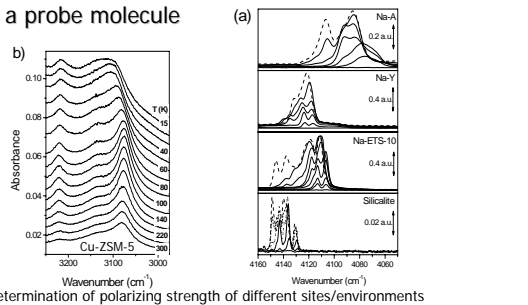 a probe molecule
b)
0.10
0.08
0.06
0.04
0.02
Absorbance
T (K)
15
40
60
80
100
140
220
300
Cu-ZSM-5
3200 3100 3000
Wavenumber (cm-1)
(a)
Na-A
0.2 a.u.
Na-Y
0.4 a.u.
Na-ETS-10
0.4 a.u.
Silicalite
0.02 a.u.
4160 4140 4120 4100 4080 4060
Wavenumber (cm-1)
etermination of polarizing strength of different sites/environments